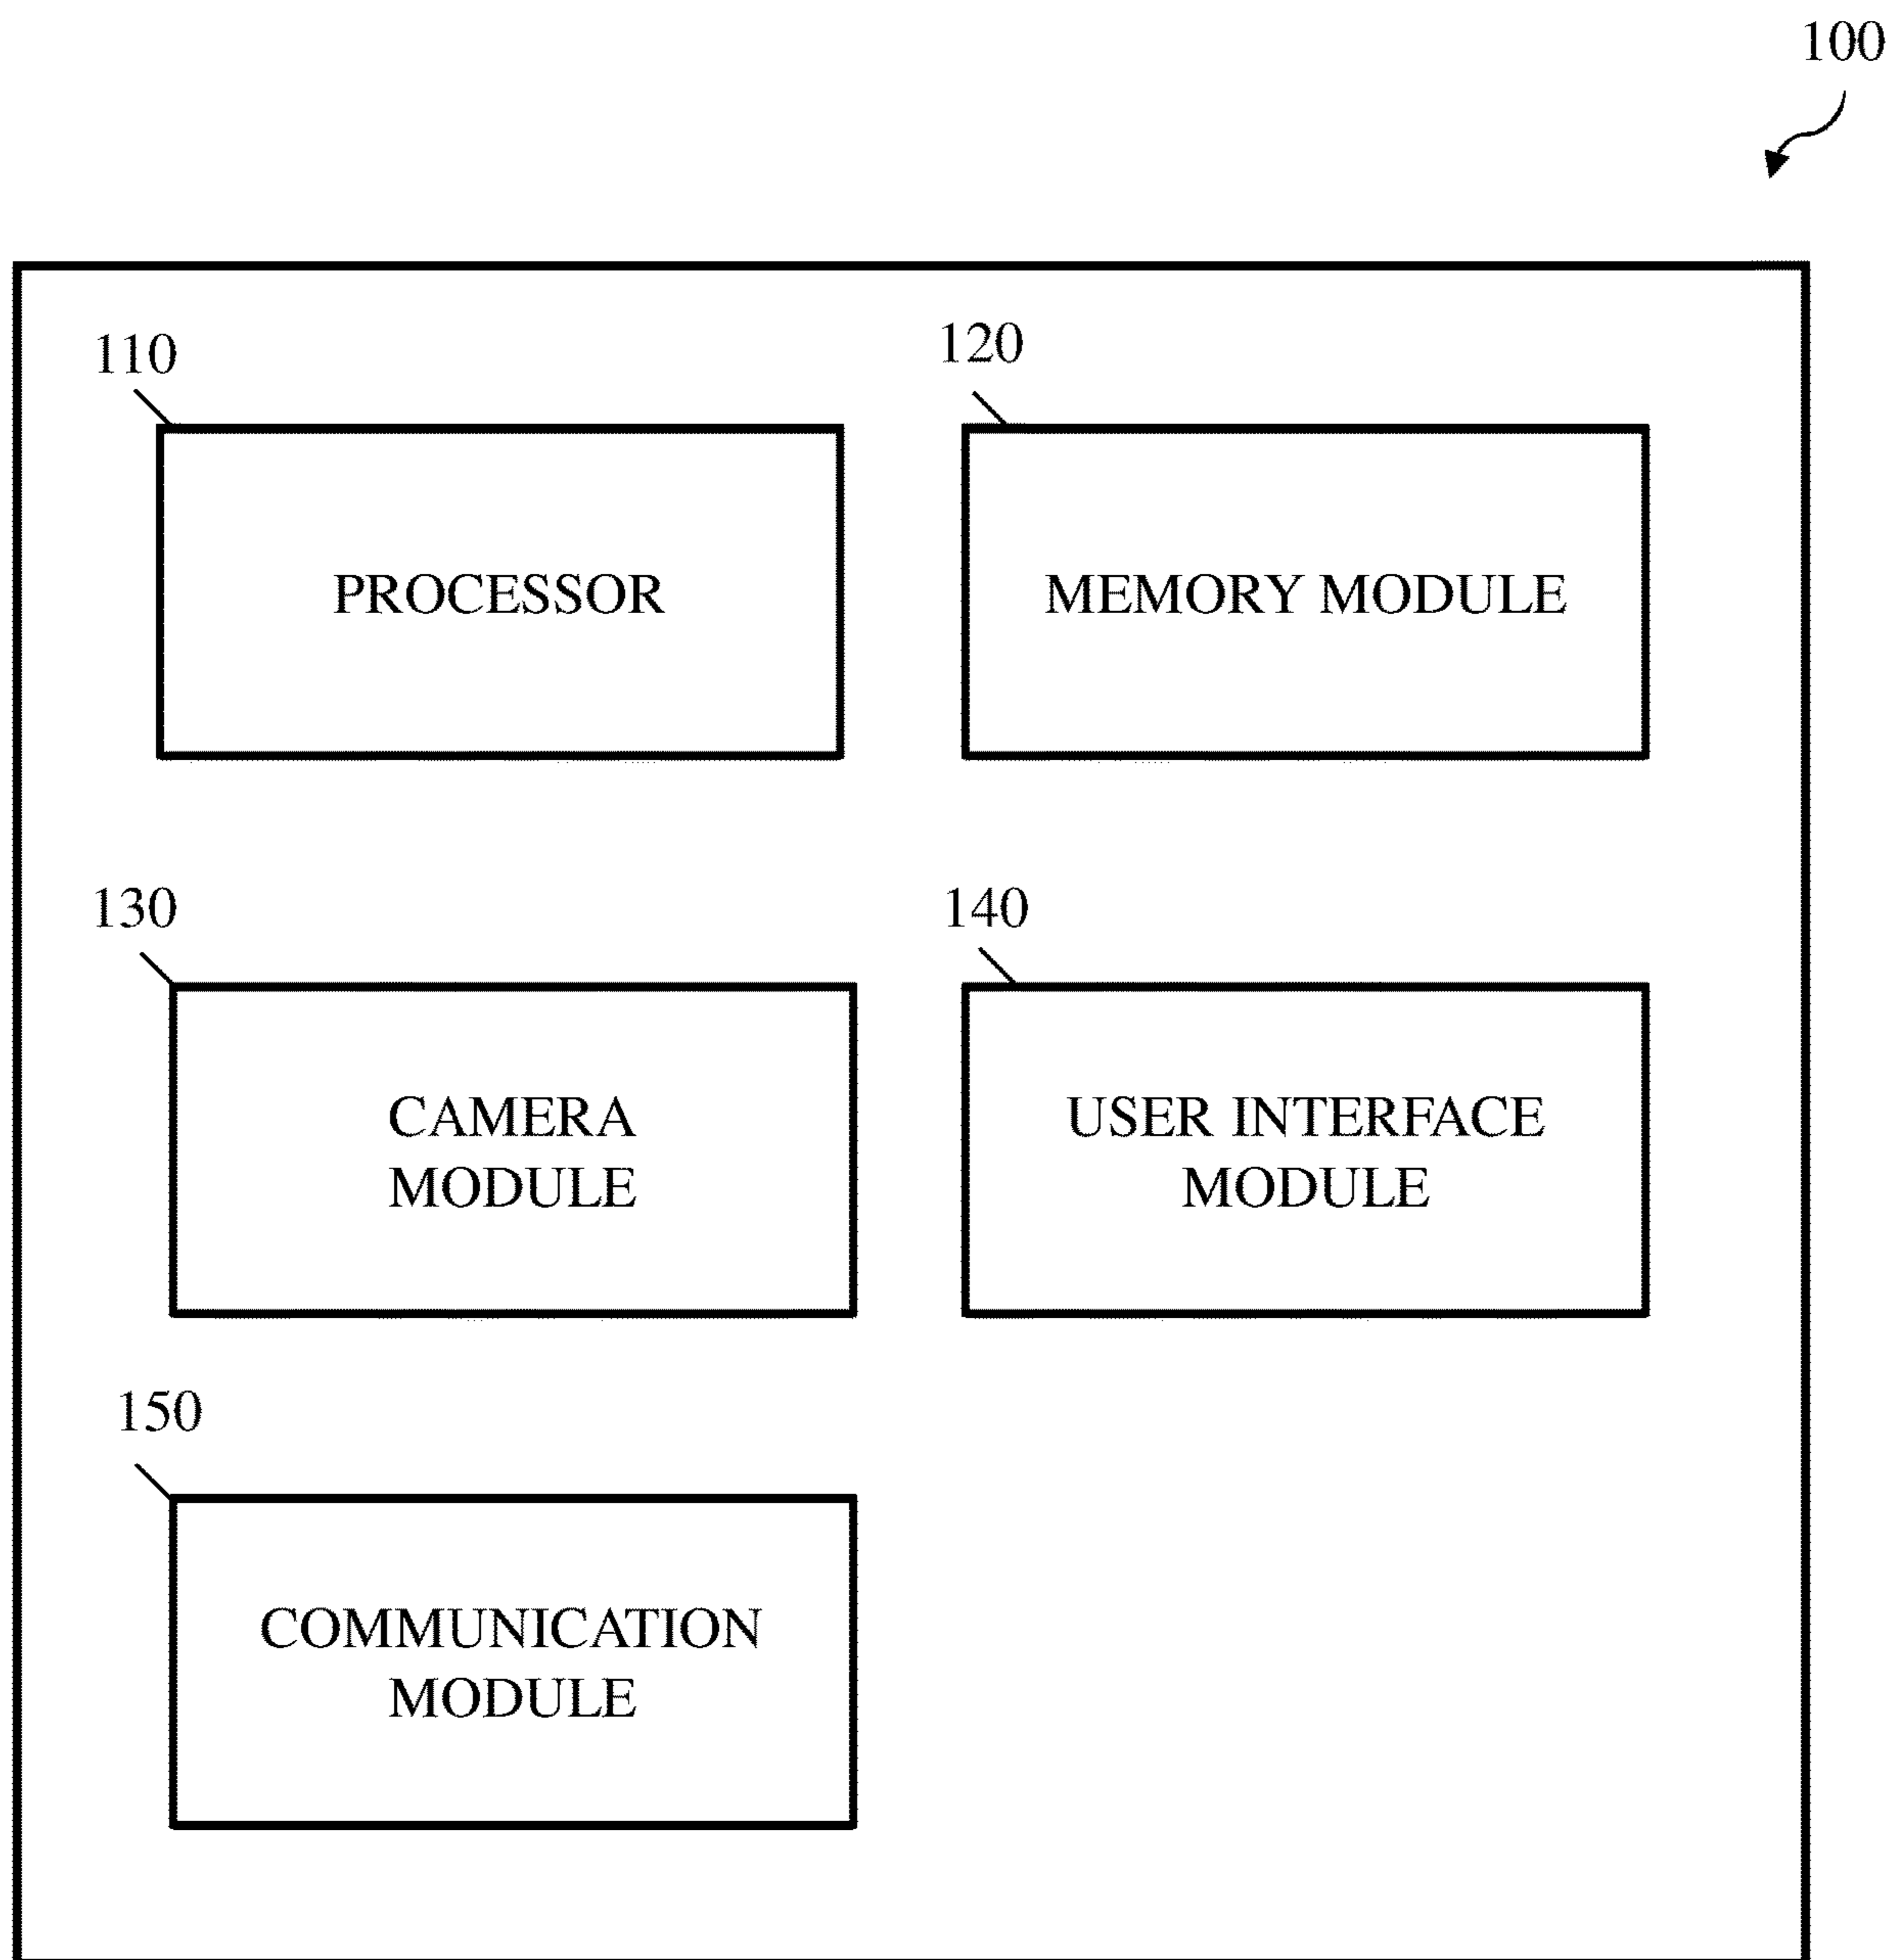 100
110
120
PROCESSOR
MEMORY MODULE
130
140
CAMERA
MODULE
USER INTERFACE
MODULE
150
COMMUNICATION
MODULE